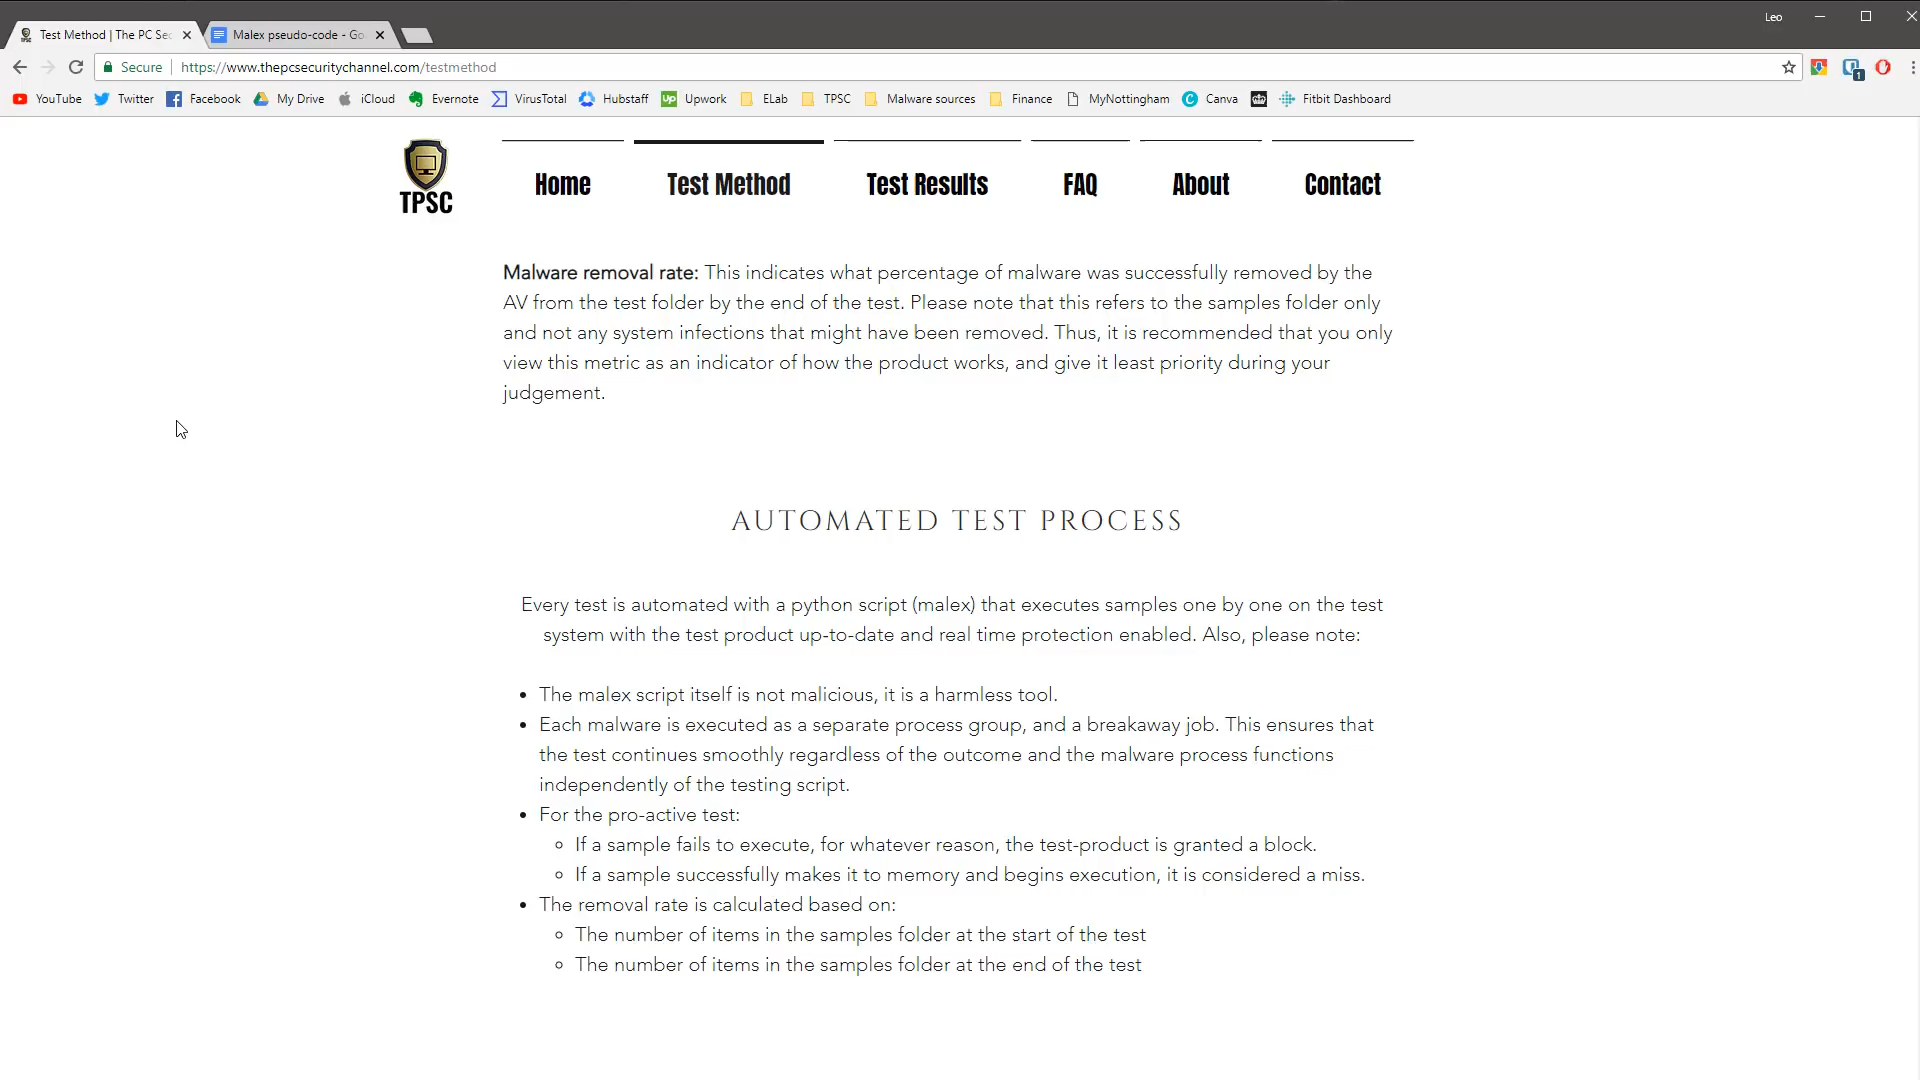 Leo
Test Method | The PC Sec
Malex pseudo-code - Go
Secure
https://www.thepcsecuritychannel.com/testmethod
1
YouTube
Twitter
Facebook
My Drive
iCloud
Evernote
VirusTotal
Hubstaff
Up Upwork
ELab
TPSC
Malware sources
Finance
MyNottingham
C Canva
Fitbit Dashboard
TPSC
Home
Test Method
Test Results
FAQ
About
Contact
Malware removal rate: This indicates what percentage of malware was successfully removed by the
AV from the test folder by the end of the test. Please note that this refers to the samples folder only
and not any system infections that might have been removed. Thus, it is recommended that you only
view this metric as an indicator of how the product works, and give it least priority during your
judgement.
AUTOMATED TEST PROCESS
Every test is automated with a python script (malex) that executes samples one by one on the test
system with the test product up-to-date and real time protection enabled. Also, please note:
• The malex script itself is not malicious, it is a harmless tool.
• Each malware is executed as a separate process group, and a breakaway job. This ensures that
the test continues smoothly regardless of the outcome and the malware process functions
independently of the testing script.
• For the pro-active test:
◦ If a sample fails to execute, for whatever reason, the test-product is granted a block.
◦ If a sample successfully makes it to memory and begins execution, it is considered a miss.
• The removal rate is calculated based on:
◦ The number of items in the samples folder at the start of the test
◦ The number of items in the samples folder at the end of the test